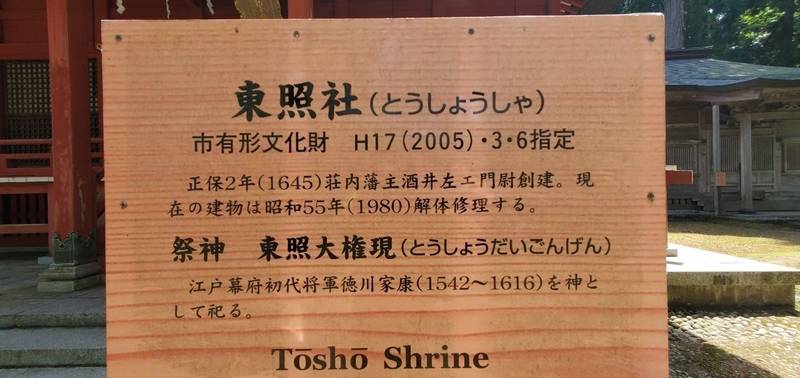 東照社(とうしょうしゃ)
市有形文化財 H17(2005)・3・6指定
正保2年(1645)荘内藩主酒井左エ門尉創建。現
在の建物は昭和55年(1980)解体修理する。
祭神 東照大権現(とうしょうだいごんげん)
江戸幕府初代将軍徳川家康(1542～1616)を神と
して祀る。
Tōshō Shrine